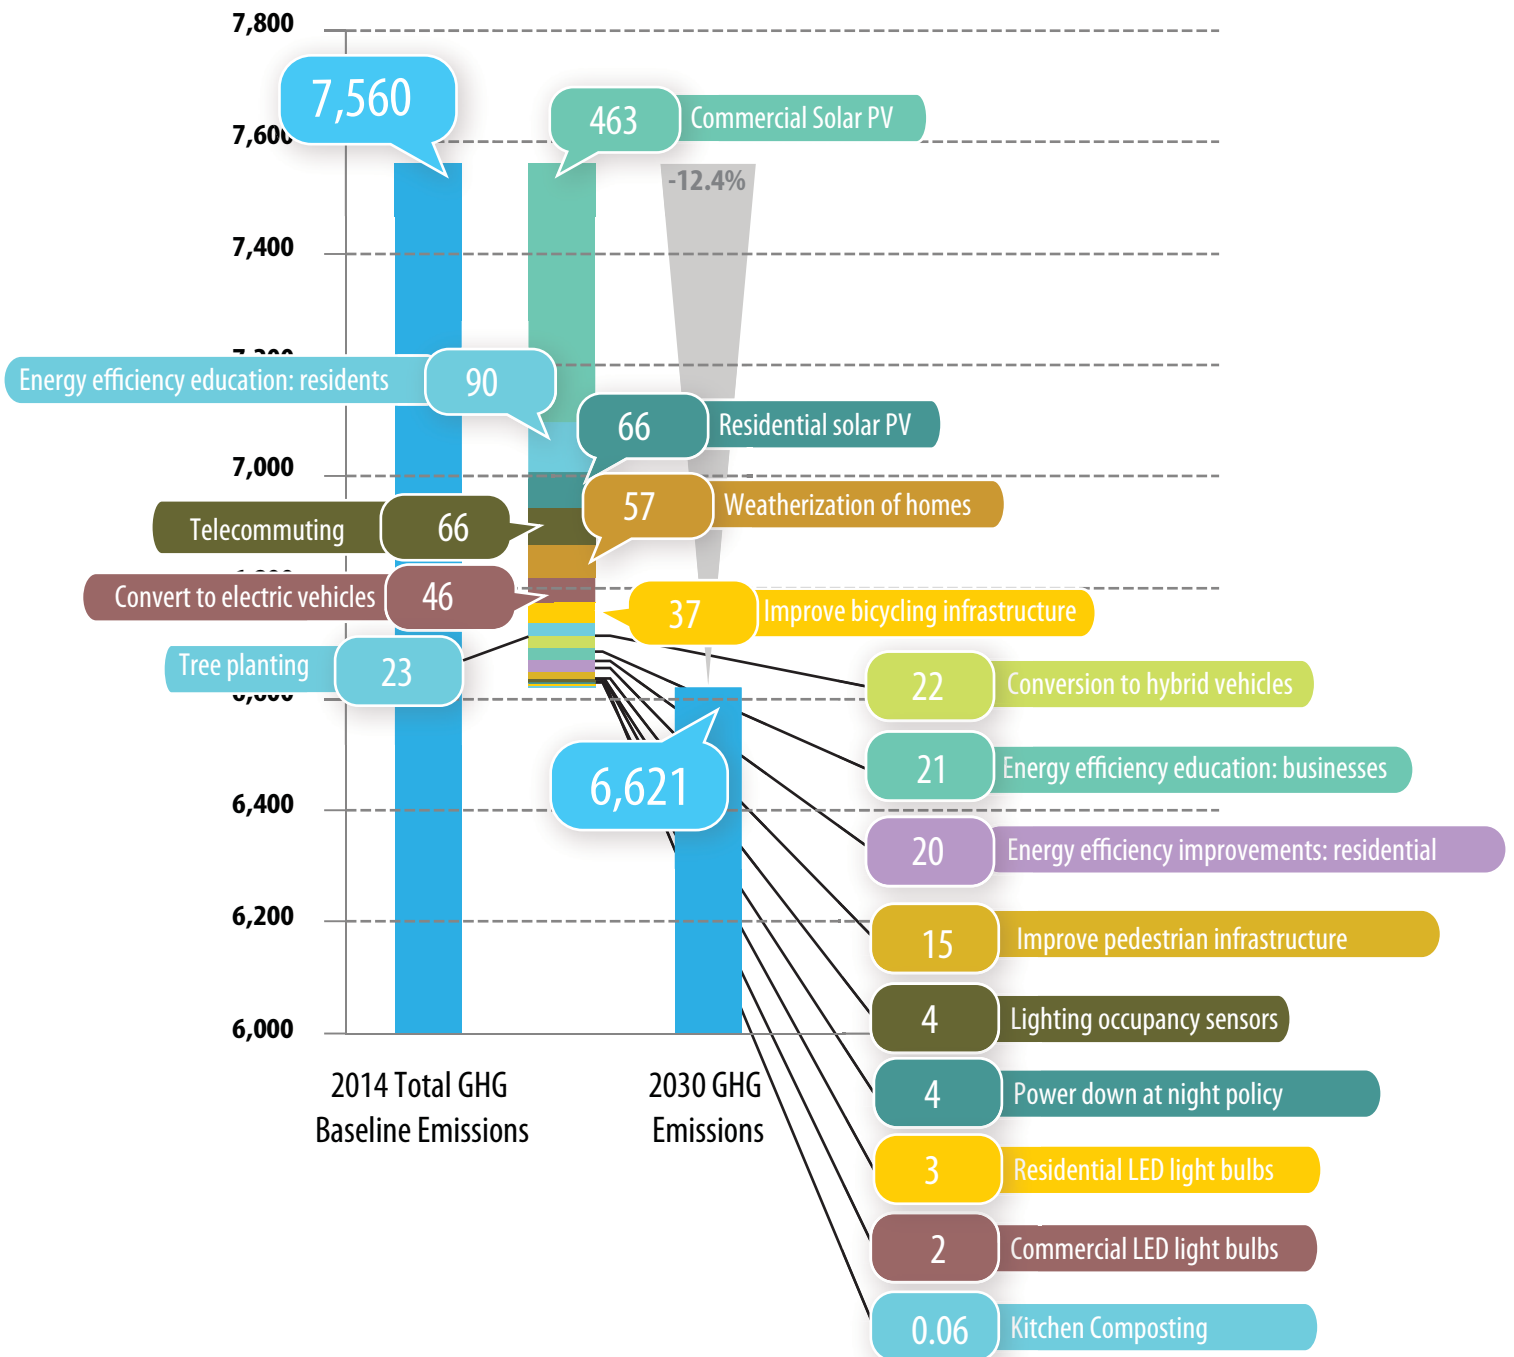 7,800
7,560
463 Commercial Solar PV
7,600
-12.4%
7,400
Energy efficiency education: residents 90
66 Residential solar PV
7,000
57 Weatherization of homes
Telecommuting 66
Convert to electric vehicles 46
37 Improve bicycling infrastructure
Tree planting 23
22 Conversion to hybrid vehicles
6,600
21 Energy efficiency education: businesses
6,621
6,400
20 Energy efficiency improvements: residential
6,200
15 Improve pedestrian infrastructure
4 Lighting occupancy sensors
6,000
2014 Total GHG
Baseline Emissions
2030 GHG
Emissions
4 Power down at night policy
3 Residential LED light bulbs
2 Commercial LED light bulbs
0.06 Kitchen Composting